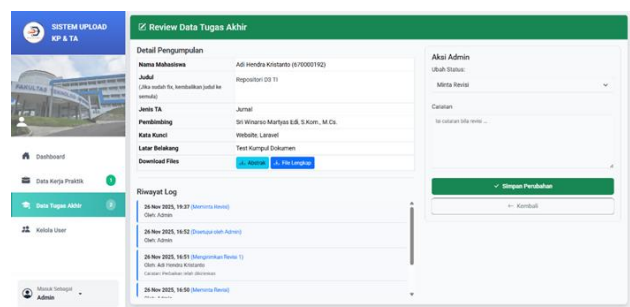 SISTEM UPLOAD
KP & TA
Dashboard
Data Kerja Praktik
1
Data Tugas Akhir
3
Kelola User
Masuk Sebagai
Admin
Review Data Tugas Akhir
Detail Pengumpulan
Nama Mahasiswa Adi Hendra Kristanto (670000192)
Judul Repositori D3 TI
(Jika sudah fix, kembalikan judul ke
semula)
Jenis TA Jurnal
Pembimbing Sri Winarso Martyas Edi, S.Kom., M.Cs.
Kata Kunci Website, Laravel
Latar Belakang Test Kumpul Dokumen
Download Files Abstrak File Lengkap
Riwayat Log
26 Nov 2025, 19:37 (Meminta Revisi)
Oleh: Admin
26 Nov 2025, 16:52 (Disetujui oleh Admin)
Oleh: Admin
26 Nov 2025, 16:51 (Mengirimkan Revisi 1)
Oleh: Adi Hendra Kristanto
Catatan: Perbaikan telah dikirimkan
26 Nov 2025, 16:50 (Meminta Revisi)
Oleh: Admin
Aksi Admin
Ubah Status:
Minta Revisi
Catatan
Isi catatan bila revisi ...
Simpan Perubahan
← Kembali